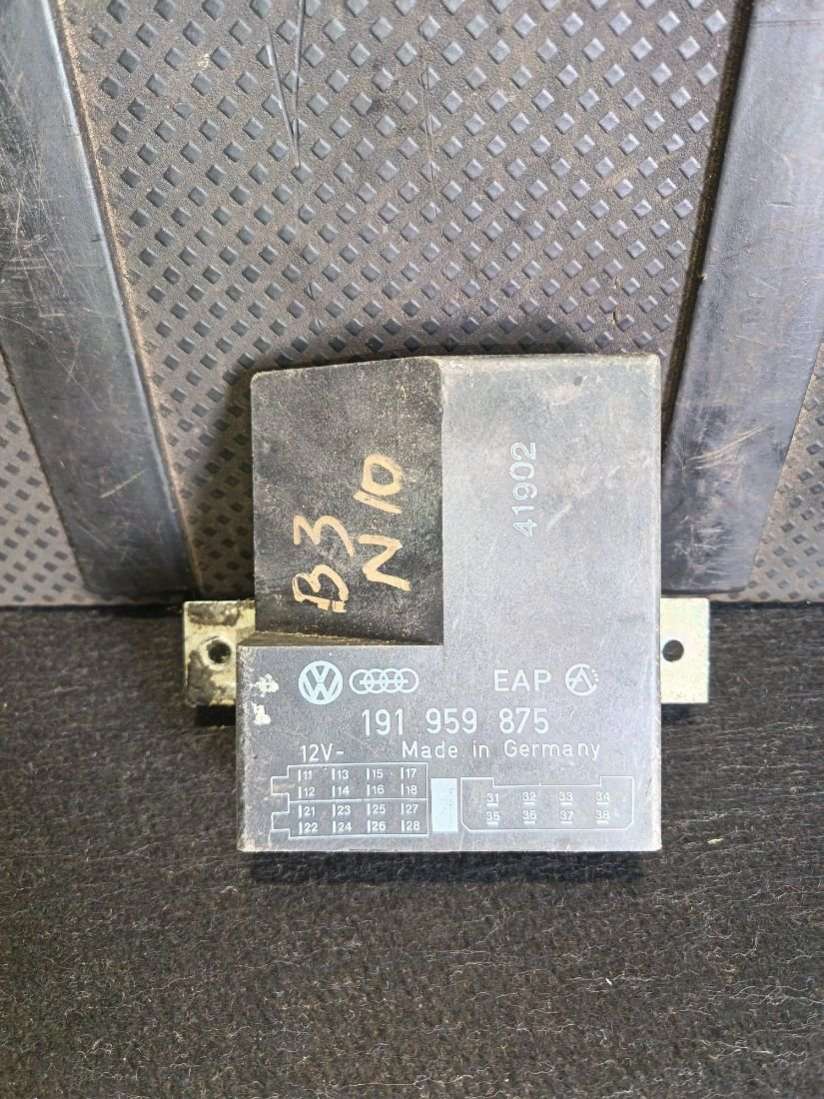 B3
N 10
41902
EAP
191 959 875
12V- Made in Germany
11 13 15 17
12 14 16 18
21 23 25 27
22 24 26 28
31 32 33 34
35 36 37 38